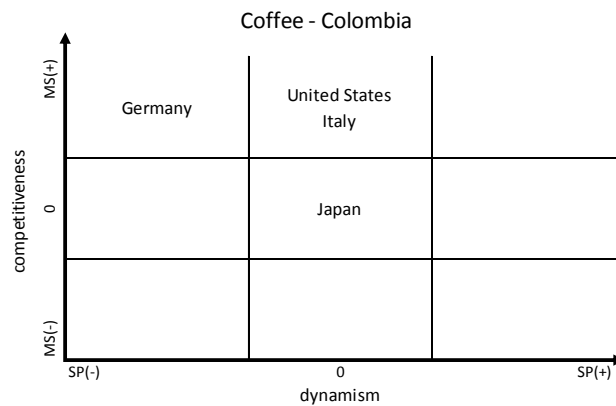 Coffee - Colombia
MS(+)
Germany
United States
Italy
competitiveness
0
Japan
MS(-)
SP(-)
0
SP(+)
dynamism